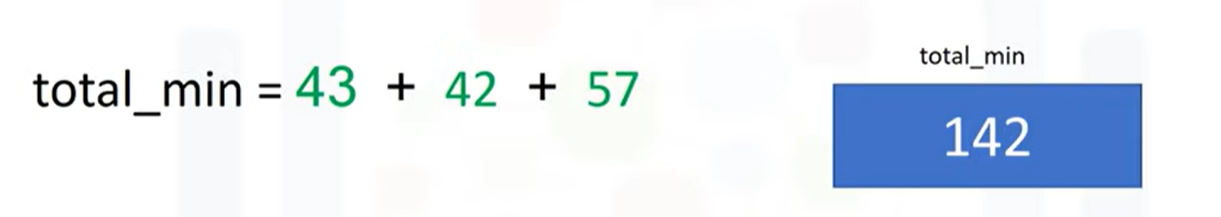 total_min = 43 + 42 + 57
total_min
142